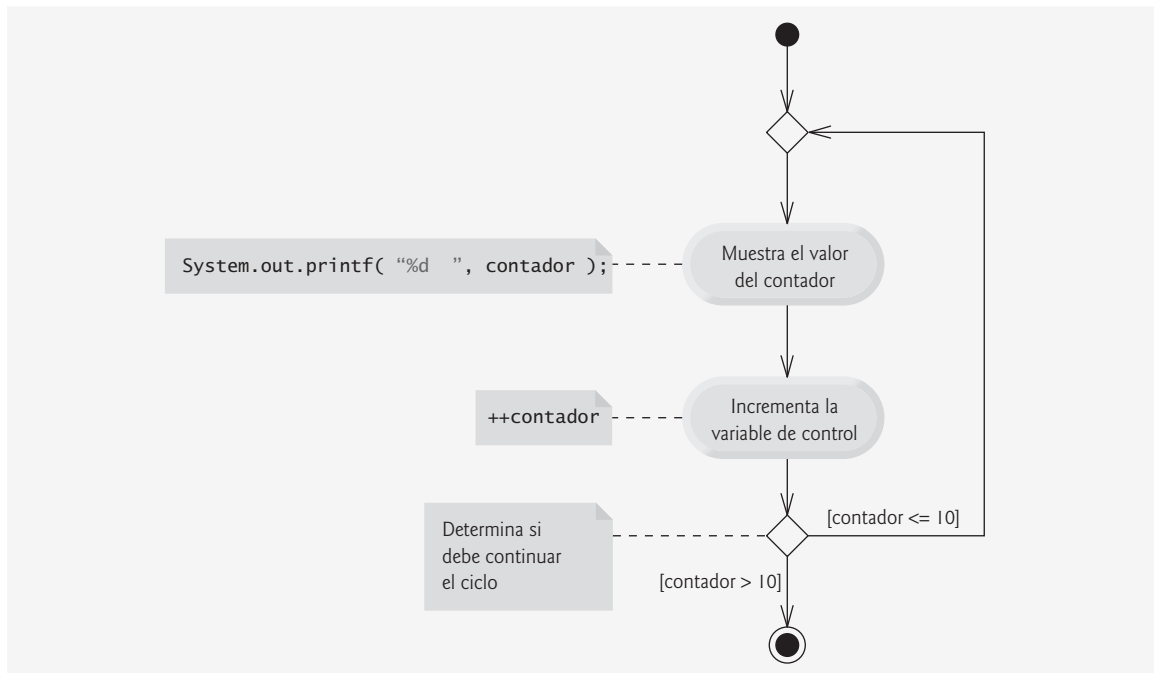 System.out.printf( “%d  ”, contador );
Muestra el valor
del contador
++contador
Incrementa la
variable de control
Determina si
debe continuar
el ciclo
[contador <= 10]
[contador > 10]